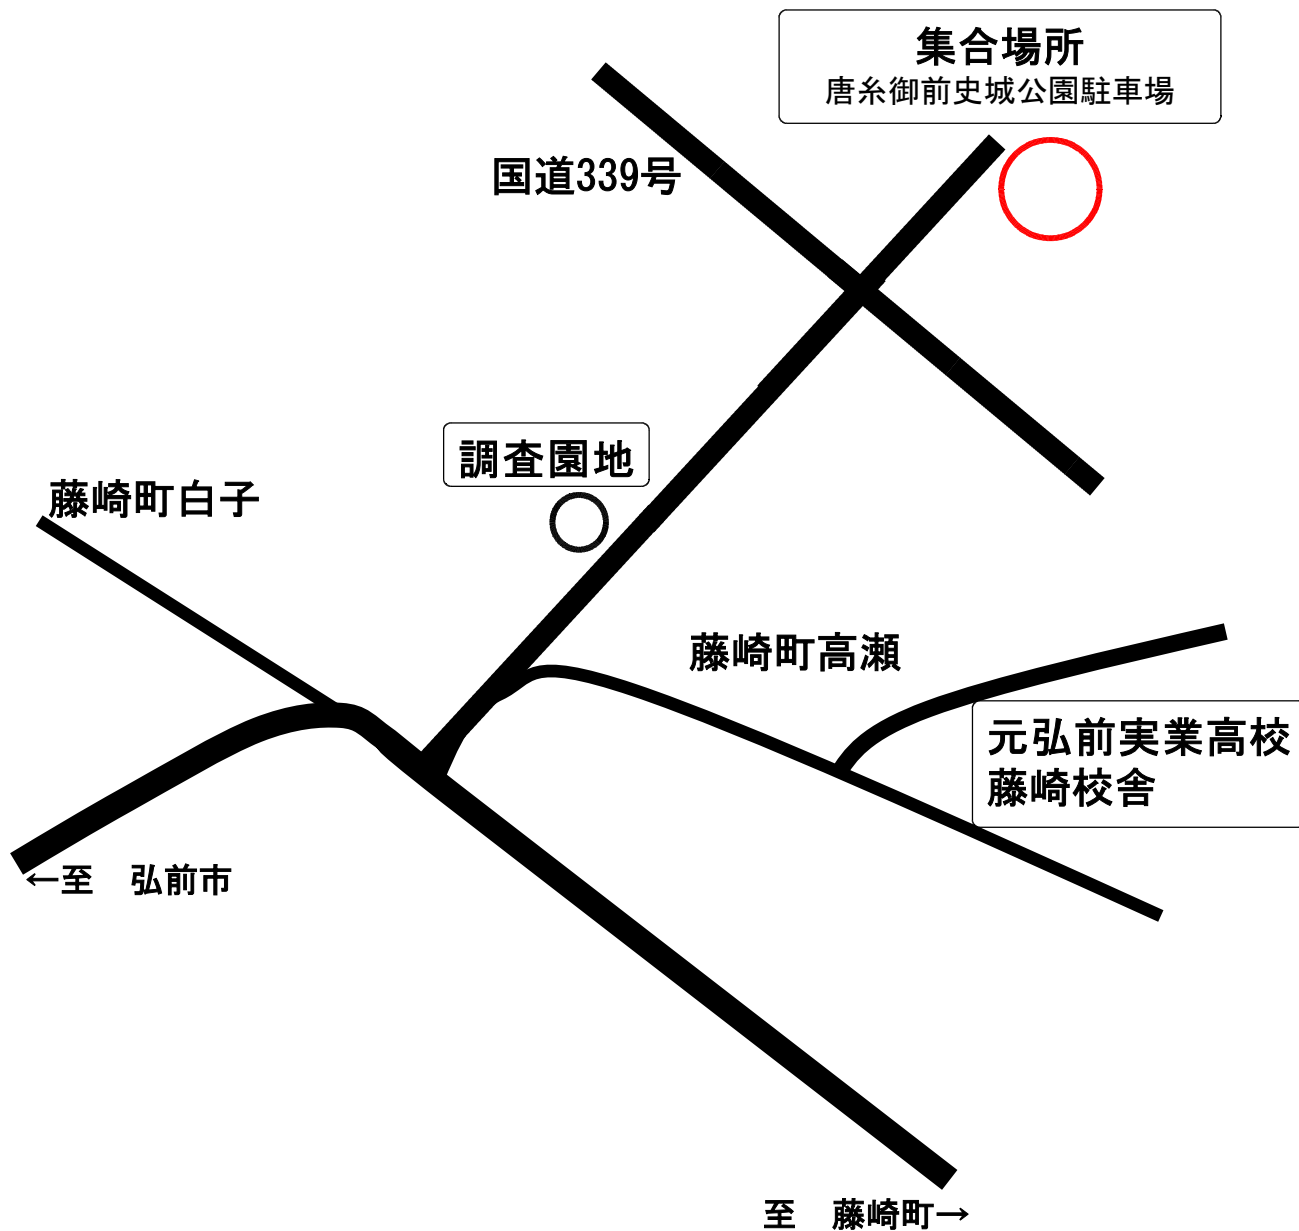 集合場所
唐糸御前史城公園駐車場
国道339号
調査園地
藤崎町白子
藤崎町高瀬
元弘前実業高校
藤崎校舎
←至　弘前市
至　藤崎町→